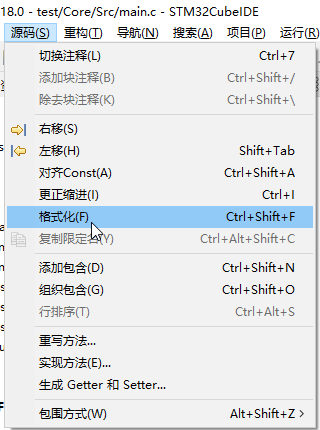 18.0 - test/Core/Src/main.c - STM32CubeIDE
源码(S) 重构(T) 导航(N) 搜索(A) 项目(P) 运行(R)
切换注释(L) Ctrl+7
添加块注释(B) Ctrl+Shift+/
除去块注释(K) Ctrl+Shift+\
右移(S)
左移(H) Shift+Tab
对齐Const(A) Ctrl+Shift+A
更正缩进(I) Ctrl+I
格式化(F) Ctrl+Shift+F
复制限定名(Y) Ctrl+Alt+Shift+C
添加包含(D) Ctrl+Shift+N
组织包含(G) Ctrl+Shift+O
行排序(T) Ctrl+Alt+S
重写方法...
实现方法(E)...
生成 Getter 和 Setter...
包围方式(W) Alt+Shift+Z